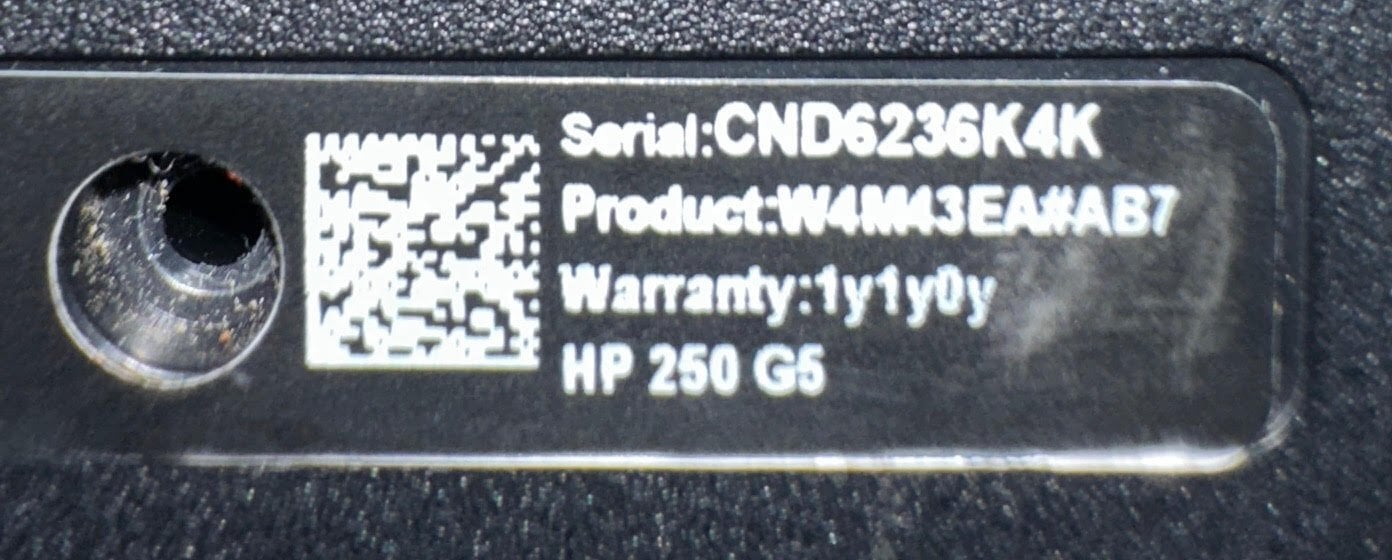 Serial:CND6236K4K
Product:W4M43EA#AB7
Warranty:1y1y0y
HP 250 G5